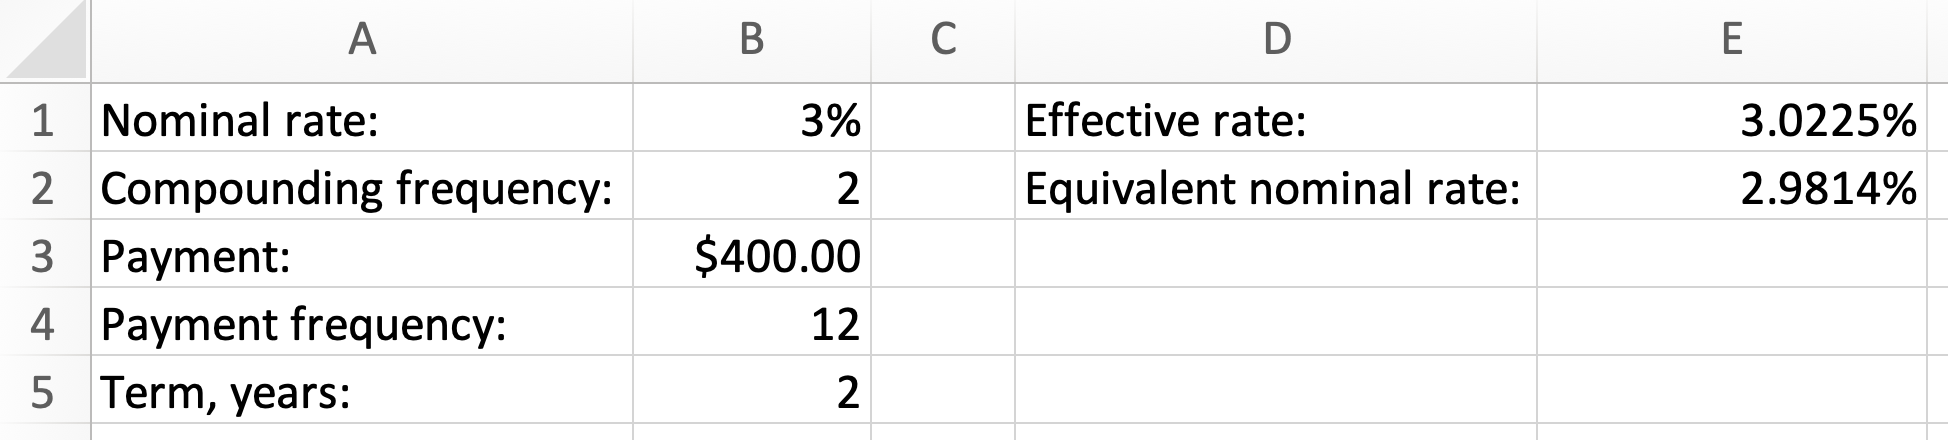 A B C D E
1 Nominal rate: 3% Effective rate: 3.0225%
2 Compounding frequency: 2 Equivalent nominal rate: 2.9814%
3 Payment: $400.00
4 Payment frequency: 12
5 Term, years: 2